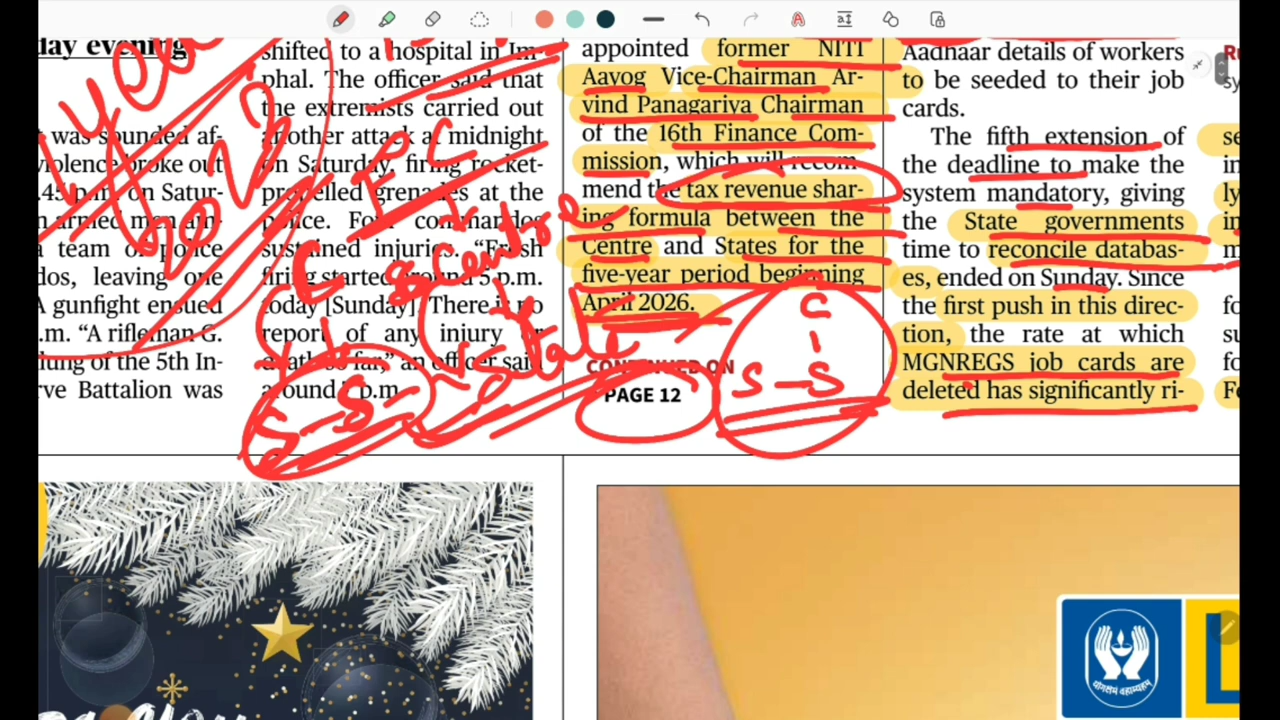 day evening
was sounded af-
violence broke out
.45 p.m. on Satur-
armed men am-
a team of police
dos, leaving one
A gunfight ensued
.m. “A rifleman G.
lung of the 5th In-
rve Battalion was
shifted to a hospital in Im-
phal. The officer said that
the extremists carried out
another attack at midnight
on Saturday, firing rocket-
propelled grenades at the
police. Four commandos
sustained injuries. “Fresh
firing started around 5 p.m.
today [Sunday]. There is no
report of any injury or
death so far,” an officer said
around 5 p.m.
FC
C
centre
state
S-S
appointed former NITI
Aayog Vice-Chairman Ar-
vind Panagariya Chairman
of the 16th Finance Com-
mission, which will recom-
mend the tax revenue shar-
ing formula between the
Centre and States for the
five-year period beginning
April 2026.
CONTINUED ON
PAGE 12
C
S-S
Aadhaar details of workers
to be seeded to their job
cards.
The fifth extension of
the deadline to make the
system mandatory, giving
the State governments
time to reconcile databas-
es, ended on Sunday. Since
the first push in this direc-
tion, the rate at which
MGNREGS job cards are
deleted has significantly ri-
L